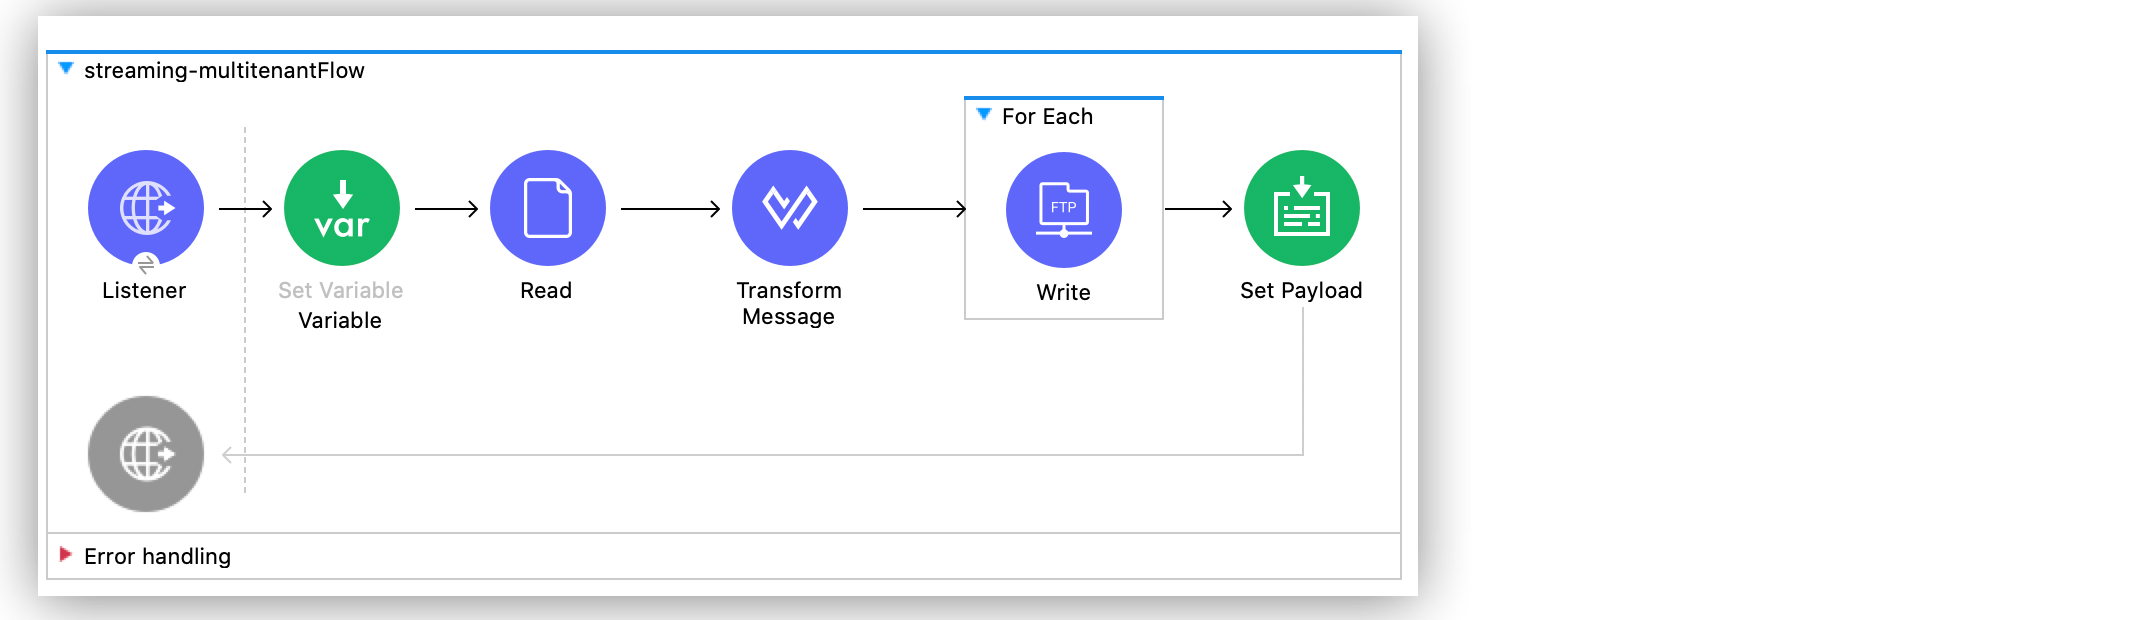 streaming-multitenantFlow
For Each
var
FTP
Listener
Set Variable
Variable
Read
Transform
Message
Write
Set Payload
Error handling